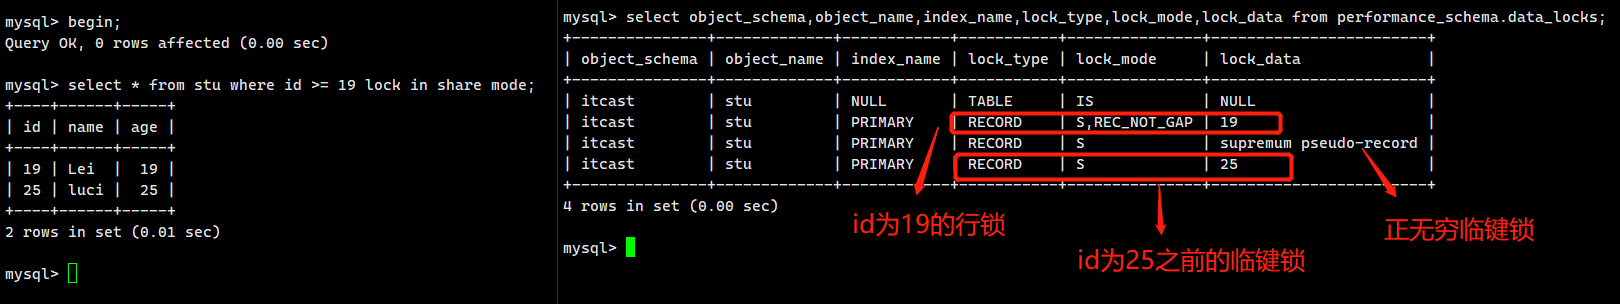 mysql> begin;
Query OK, 0 rows affected (0.00 sec)
mysql> select * from stu where id >= 19 lock in share mode;
+----+------+-----+
| id | name | age |
+----+------+-----+
| 19 | Lei  |  19 |
| 25 | luci |  25 |
+----+------+-----+
2 rows in set (0.01 sec)
mysql>
mysql> select object_schema,object_name,index_name,lock_type,lock_mode,lock_data from performance_schema.data_locks;
+---------------+-------------+------------+-----------+---------------+------------------------+
| object_schema | object_name | index_name | lock_type | lock_mode     | lock_data              |
+---------------+-------------+------------+-----------+---------------+------------------------+
| itcast        | stu         | NULL       | TABLE     | IS            | NULL                   |
| itcast        | stu         | PRIMARY    | RECORD    | S,REC_NOT_GAP | 19                     |
| itcast        | stu         | PRIMARY    | RECORD    | S             | supremum pseudo-record |
| itcast        | stu         | PRIMARY    | RECORD    | S             | 25                     |
+---------------+-------------+------------+-----------+---------------+------------------------+
4 rows in set (0.00 sec)
mysql>
id为19的行锁
id为25之前的临键锁
正无穷临键锁